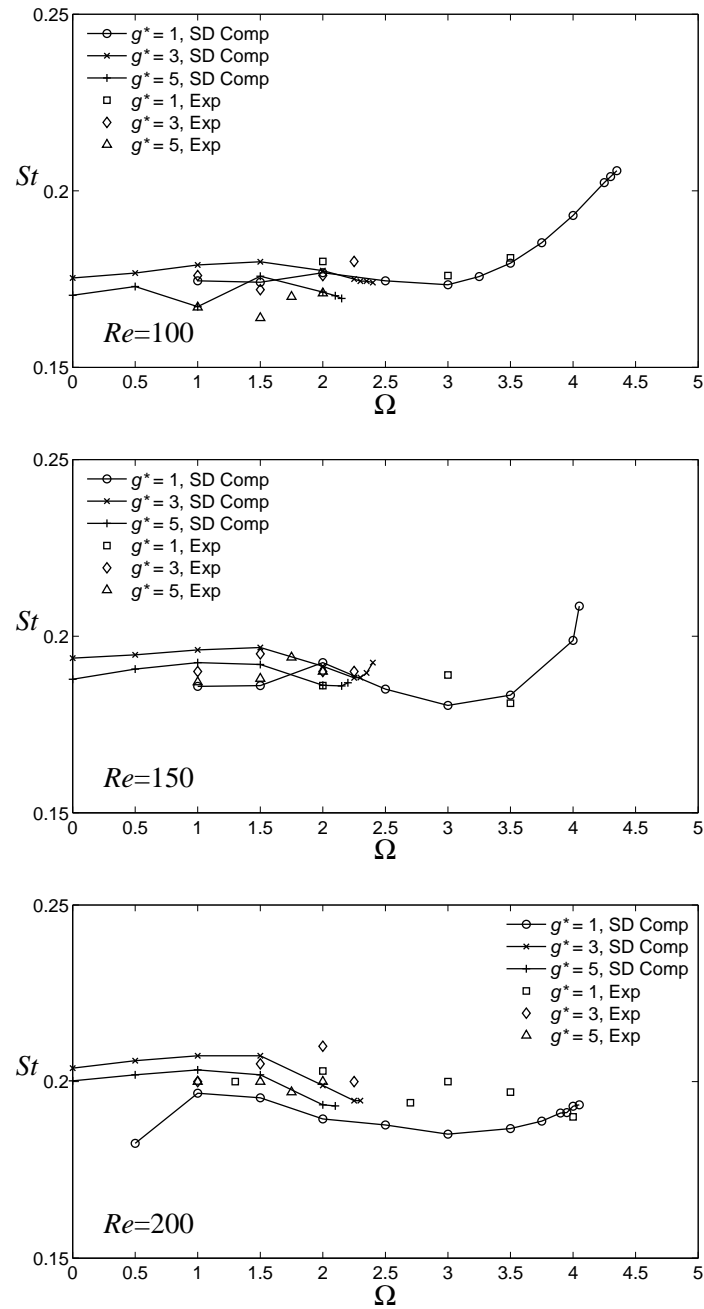 0.25
g* = 1, SD Comp
g* = 3, SD Comp
g* = 5, SD Comp
g* = 1, Exp
g* = 3, Exp
g* = 5, Exp
St
0.2
Re=100
0.15
0 0.5 1 1.5 2 2.5 3 3.5 4 4.5 5
Ω
0.25
g* = 1, SD Comp
g* = 3, SD Comp
g* = 5, SD Comp
g* = 1, Exp
g* = 3, Exp
g* = 5, Exp
St
0.2
Re=150
0.15
0 0.5 1 1.5 2 2.5 3 3.5 4 4.5 5
Ω
0.25
g* = 1, SD Comp
g* = 3, SD Comp
g* = 5, SD Comp
g* = 1, Exp
g* = 3, Exp
g* = 5, Exp
St
0.2
Re=200
0.15
0 0.5 1 1.5 2 2.5 3 3.5 4 4.5 5
Ω